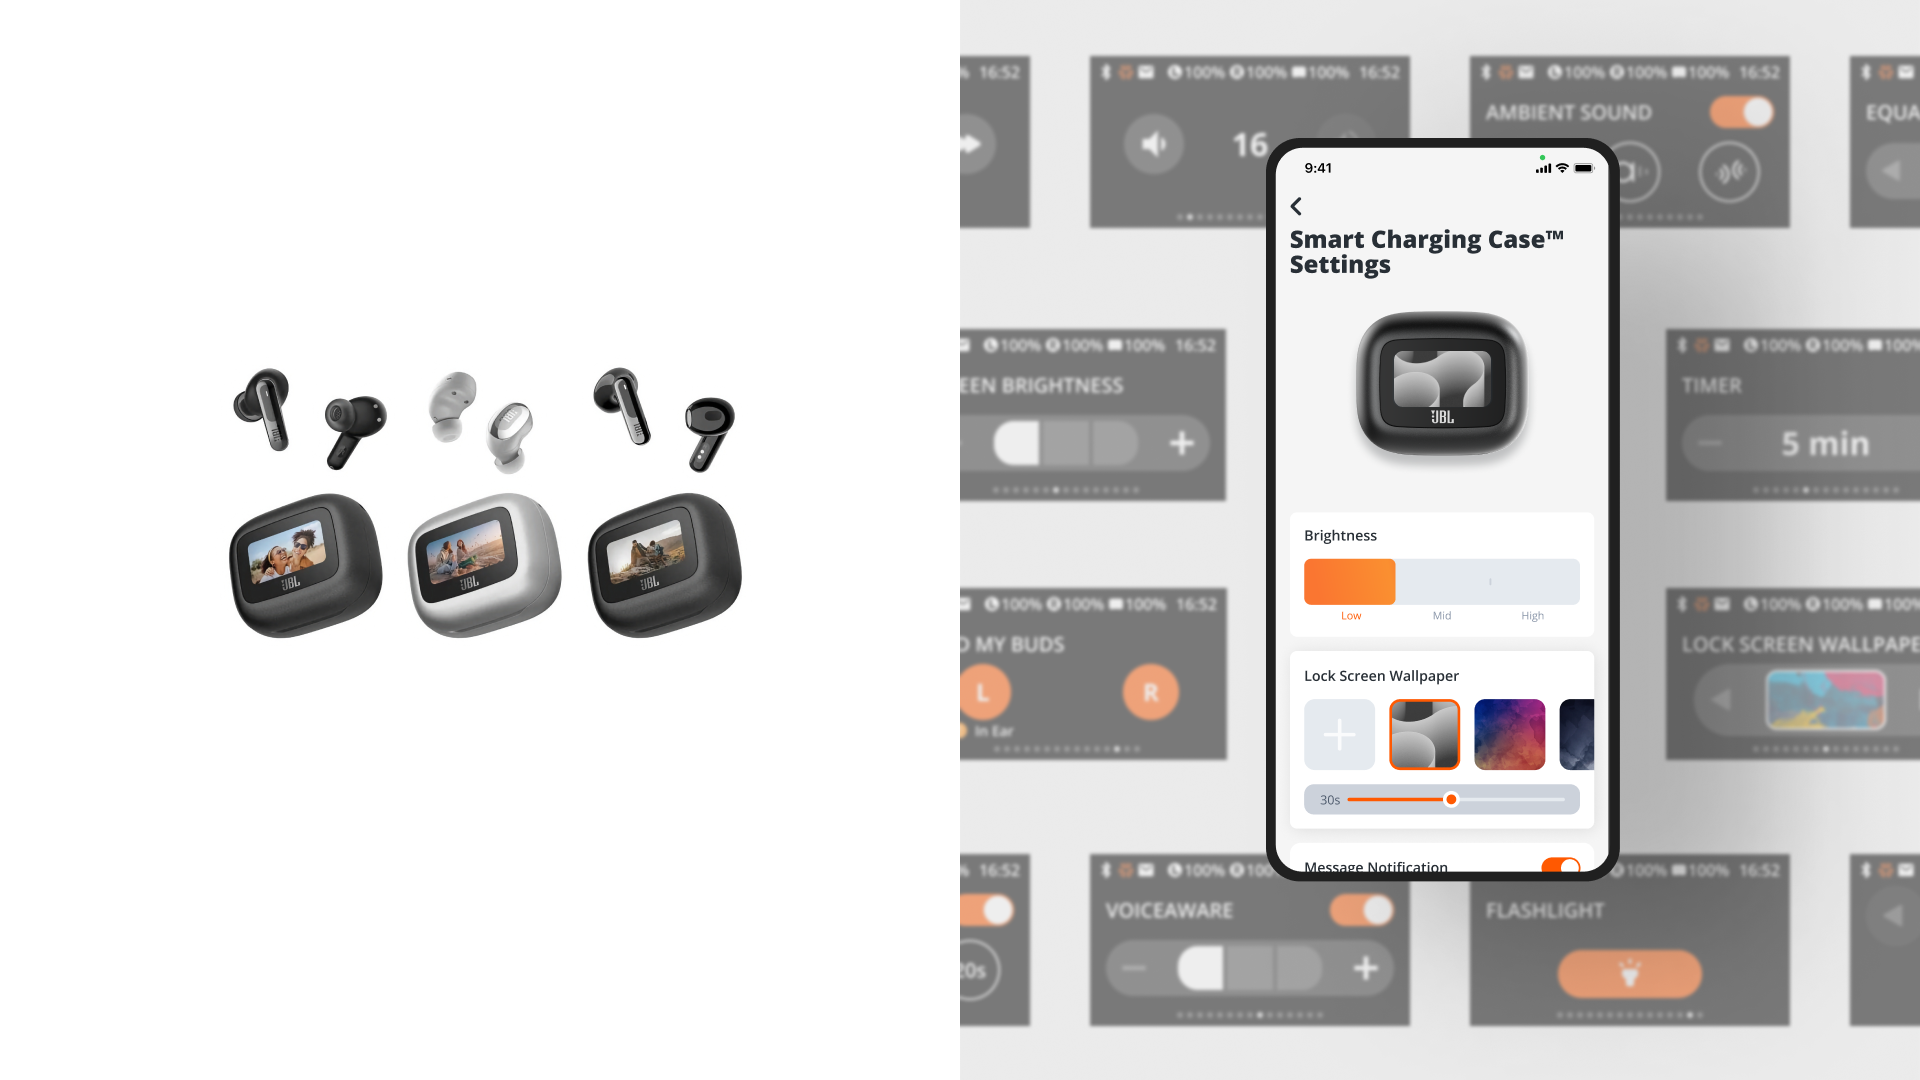 JBL
JBL
JBL
% 16:52
100% 100% 100% 16:52
16
100% 100% 100% 16:52
AMBIENT SOUND
EQUA
9:41
Smart Charging Case™
Settings
JBL
100% 100% 100% 16:52
EEN BRIGHTNESS
100% 100%
TIMER
5 min
Brightness
Low Mid High
100% 100% 100% 16:52
D MY BUDS
L R
In Ear
100% 100%
LOCK SCREEN WALLPAPE
Lock Screen Wallpaper
30s
Message Notification
% 16:52
20s
100% 100
VOICEAWARE
100% 100% 16:52
FLASHLIGHT